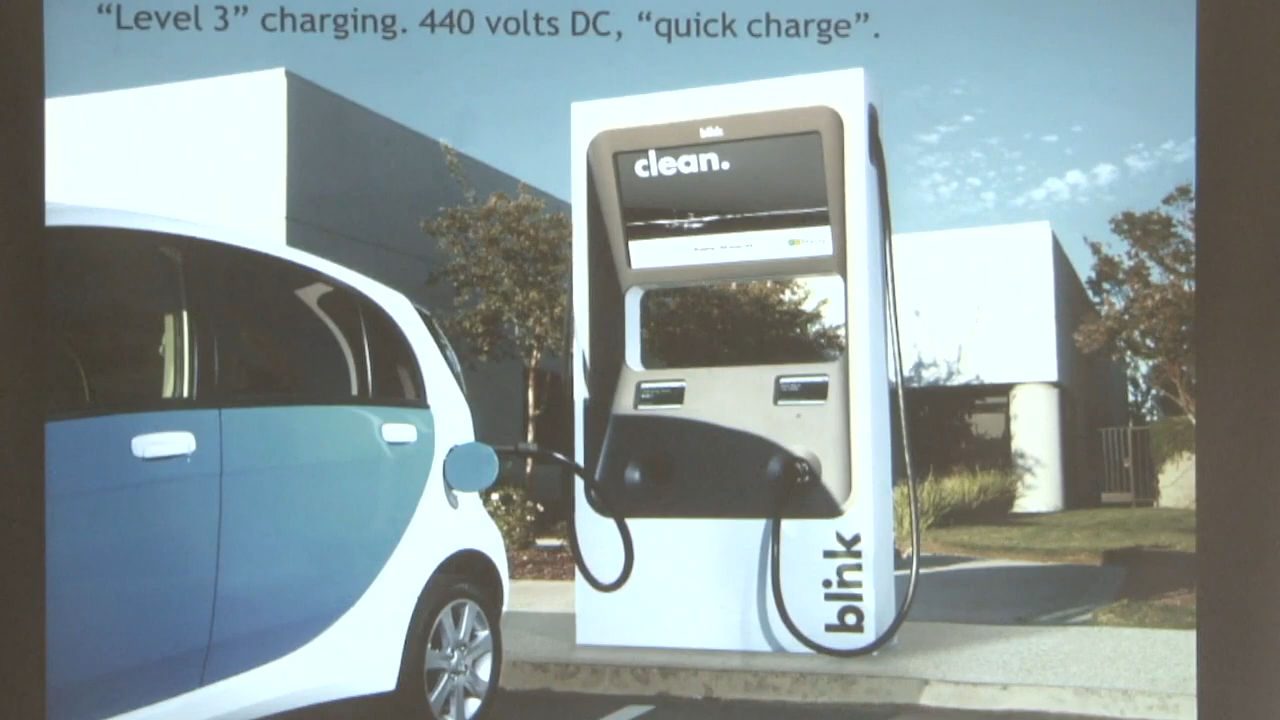 “Level 3” charging. 440 volts DC, “quick charge”.
blink
clean.
blink